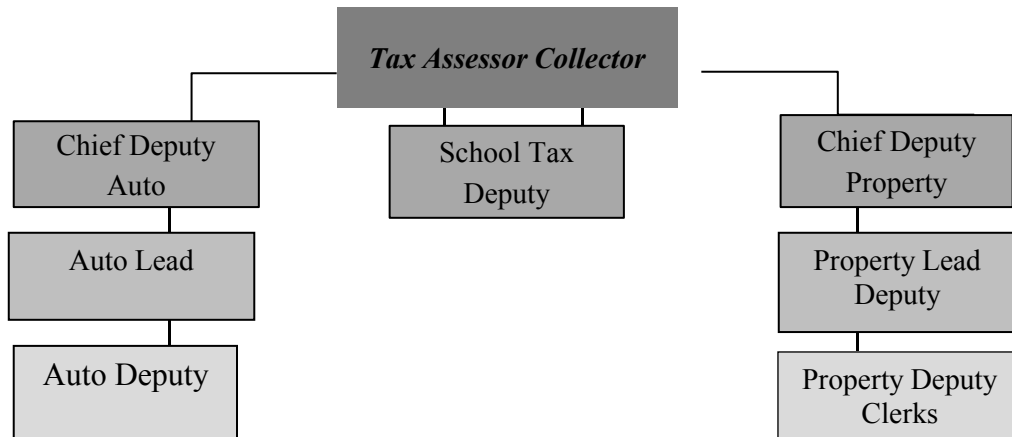 Tax Assessor Collector
Chief Deputy
Auto
School Tax
Deputy
Chief Deputy
Property
Auto Lead
Property Lead
Deputy
Auto Deputy
Property Deputy
Clerks